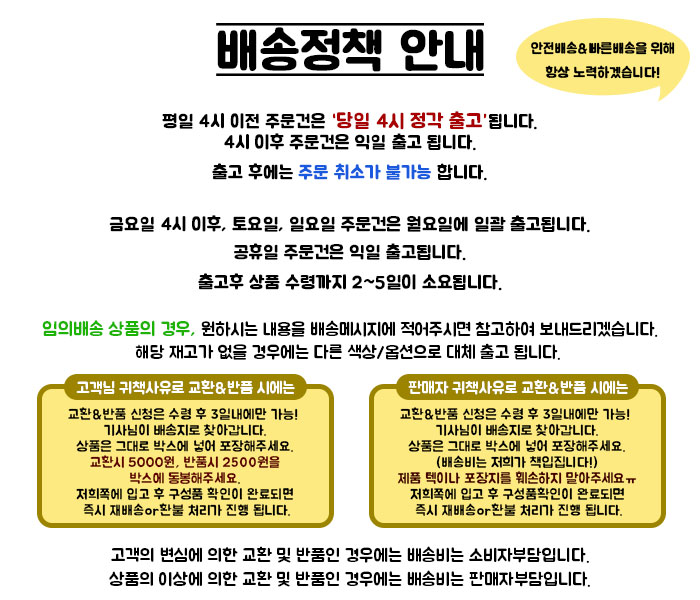 배송정책 안내
안전배송&빠른배송을 위해
항상 노력하겠습니다!
평일 4시 이전 주문건은 '당일 4시 정각 출고'됩니다.
4시 이후 주문건은 익일 출고 됩니다.
출고 후에는 주문 취소가 불가능 합니다.
금요일 4시 이후, 토요일, 일요일 주문건은 월요일에 일괄 출고됩니다.
공휴일 주문건은 익일 출고됩니다.
출고후 상품 수령까지 2~5일이 소요됩니다.
임의배송 상품의 경우, 원하시는 내용을 배송메시지에 적어주시면 참고하여 보내드리겠습니다.
해당 재고가 없을 경우에는 다른 색상/옵션으로 대체 출고 됩니다.
고객님 귀책사유로 교환&반품 시에는
교환&반품 신청은 수령 후 3일내에만 가능!
기사님이 배송지로 찾아갑니다.
상품은 그대로 박스에 넣어 포장해주세요.
교환시 5000원, 반품시 2500원을
박스에 동봉해주세요.
저희쪽에 입고 후 구성품 확인이 완료되면
즉시 재배송or환불 처리가 진행 됩니다.
판매자 귀책사유로 교환&반품 시에는
교환&반품 신청은 수령 후 3일내에만 가능!
기사님이 배송지로 찾아갑니다.
상품은 그대로 박스에 넣어 포장해주세요.
(배송비는 저희가 책입집니다!)
제품 택이나 포장지를 훼손하지 말아주세요ㅠ
저희쪽에 입고 후 구성품확인이 완료되면
즉시 재배송or환불 처리가 진행 됩니다.
고객의 변심에 의한 교환 및 반품인 경우에는 배송비는 소비자부담입니다.
상품의 이상에 의한 교환 및 반품인 경우에는 배송비는 판매자부담입니다.